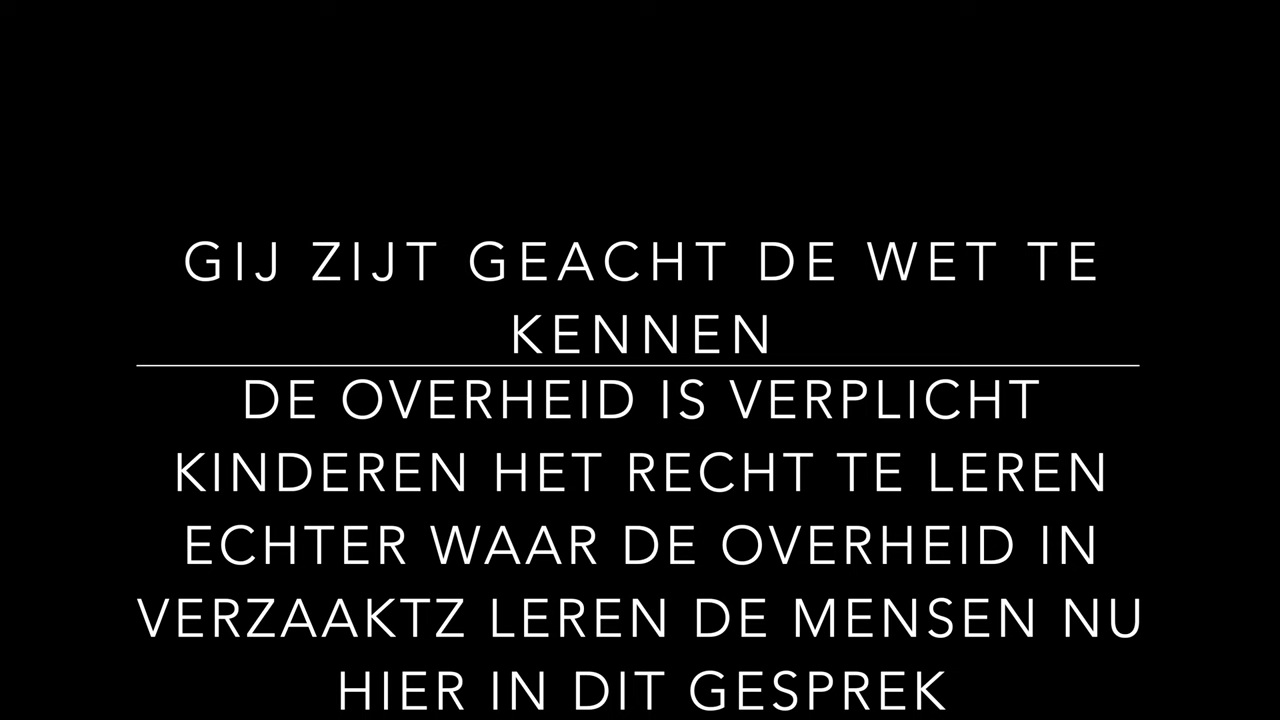 GIJ ZIJT GEACHT DE WET TE
KENNEN
DE OVERHEID IS VERPLICHT
KINDEREN HET RECHT TE LEREN
ECHTER WAAR DE OVERHEID IN
VERZAAKTZ LEREN DE MENSEN NU
HIER IN DIT GESPREK